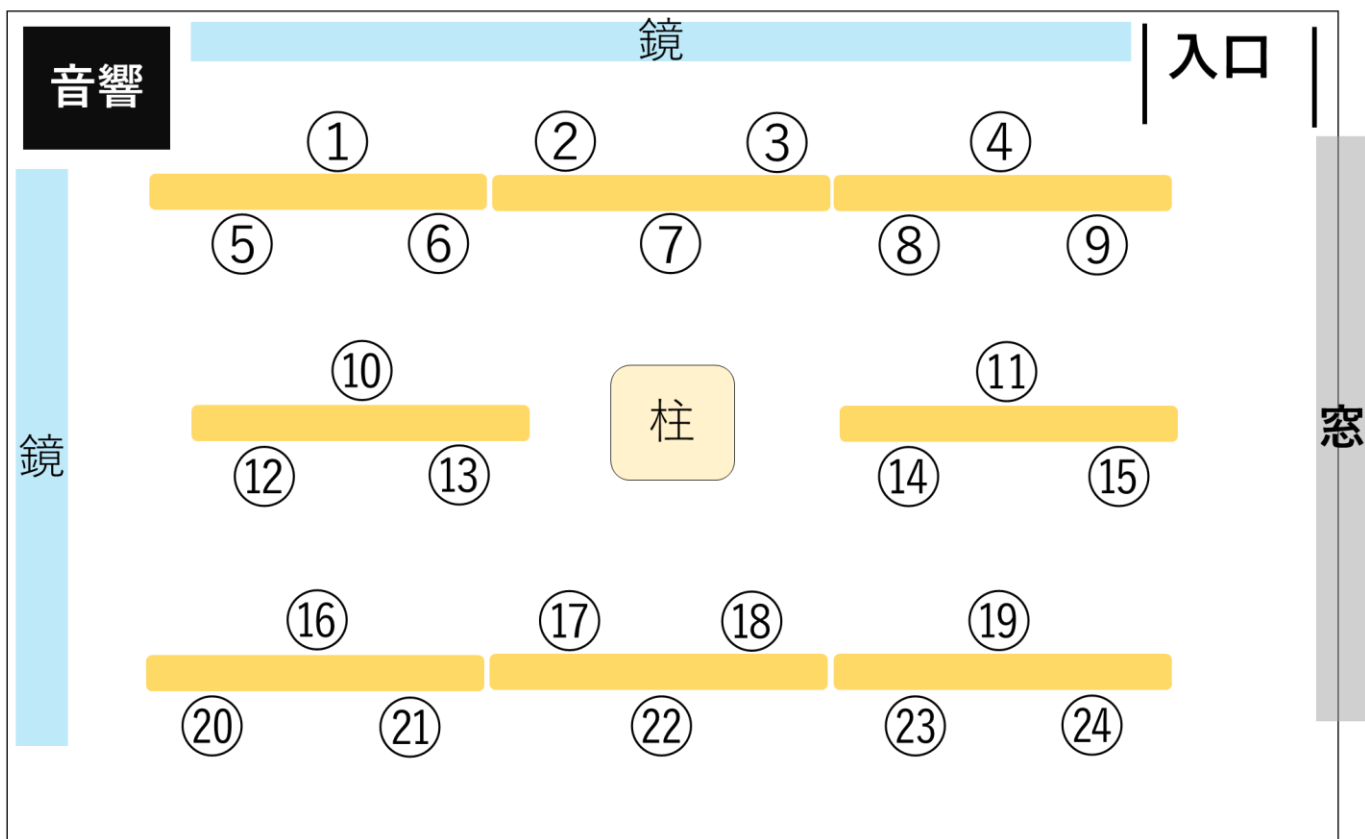 鏡
入口
音響
① ② ③ ④
⑤ ⑥ ⑦ ⑧ ⑨
⑩ ⑪
柱
窓
鏡
⑫ ⑬ ⑭ ⑮
⑯ ⑰ ⑱ ⑲
⑳ ㉑ ㉒ ㉓ ㉔